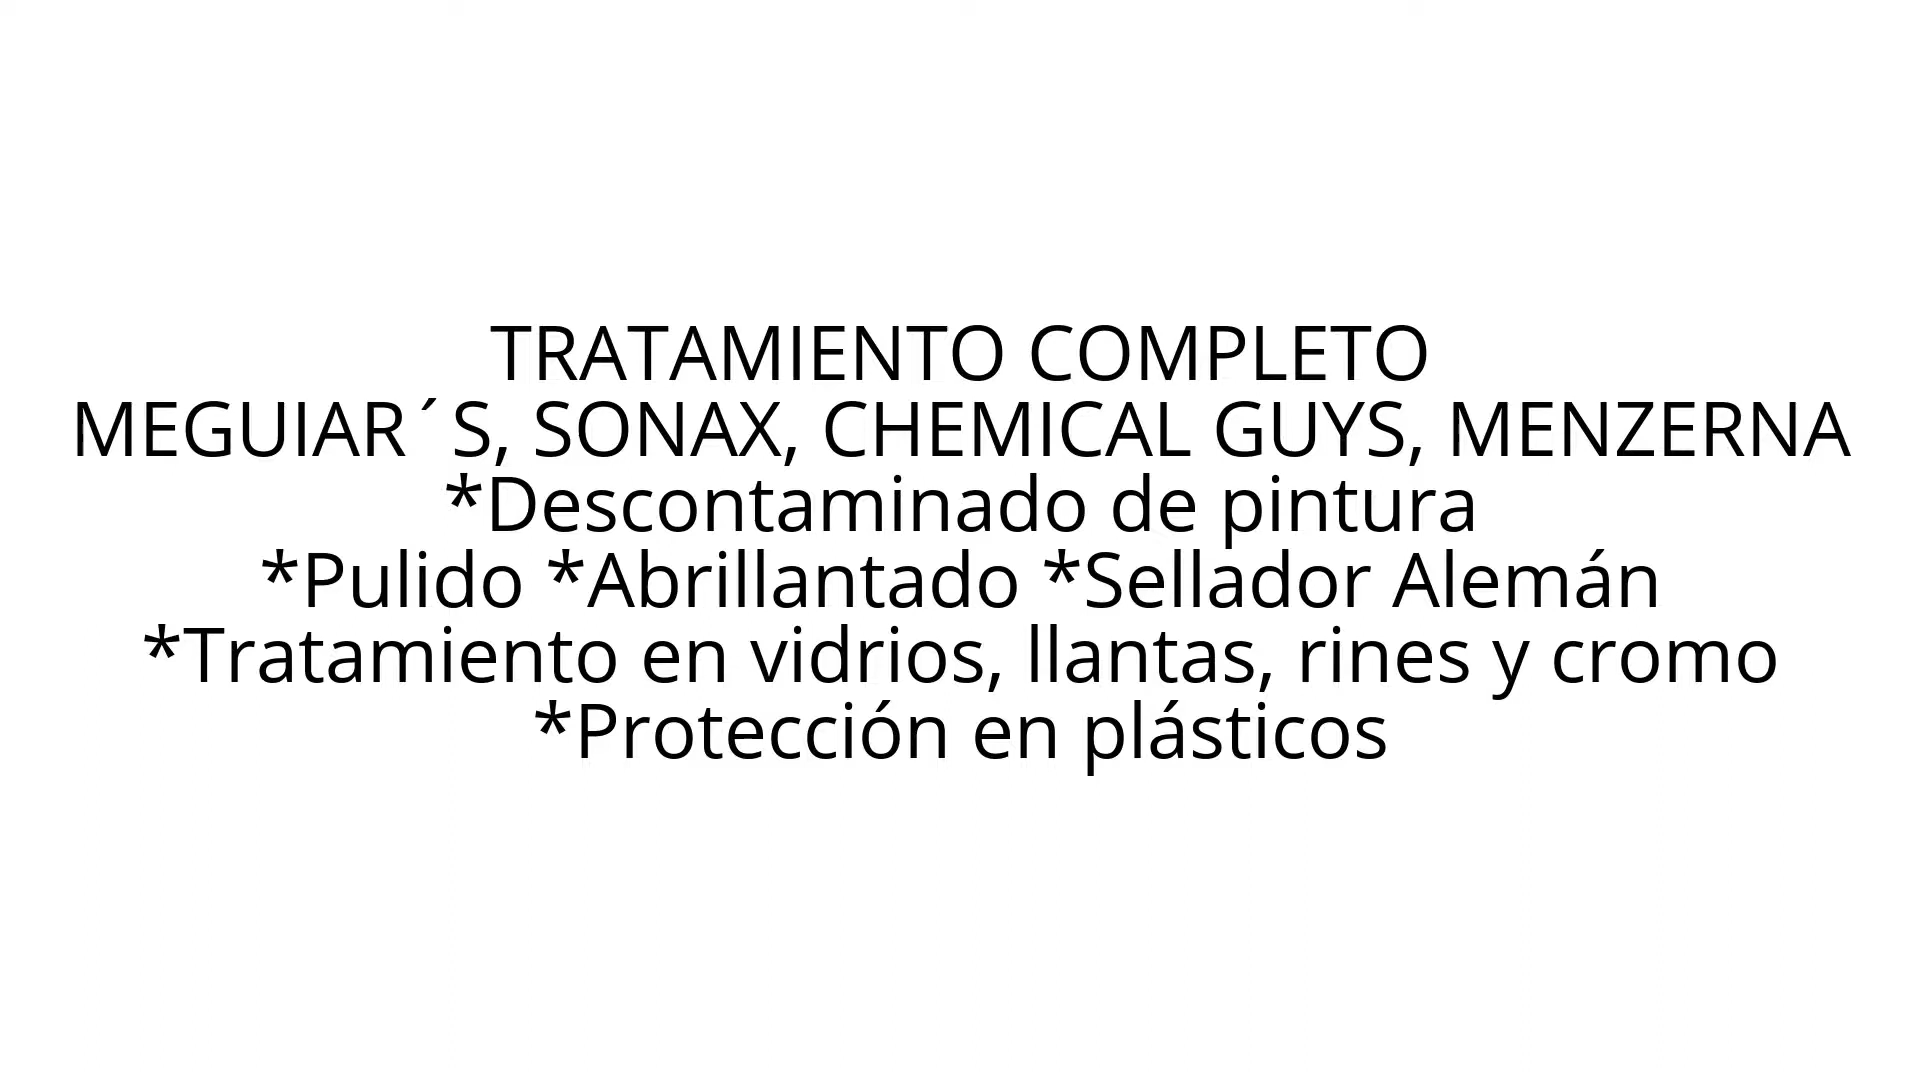 TRATAMIENTO COMPLETO
MEGUIAR´S, SONAX, CHEMICAL GUYS, MENZERNA
*Descontaminado de pintura
*Pulido *Abrillantado *Sellador Alemán
*Tratamiento en vidrios, llantas, rines y cromo
*Protección en plásticos